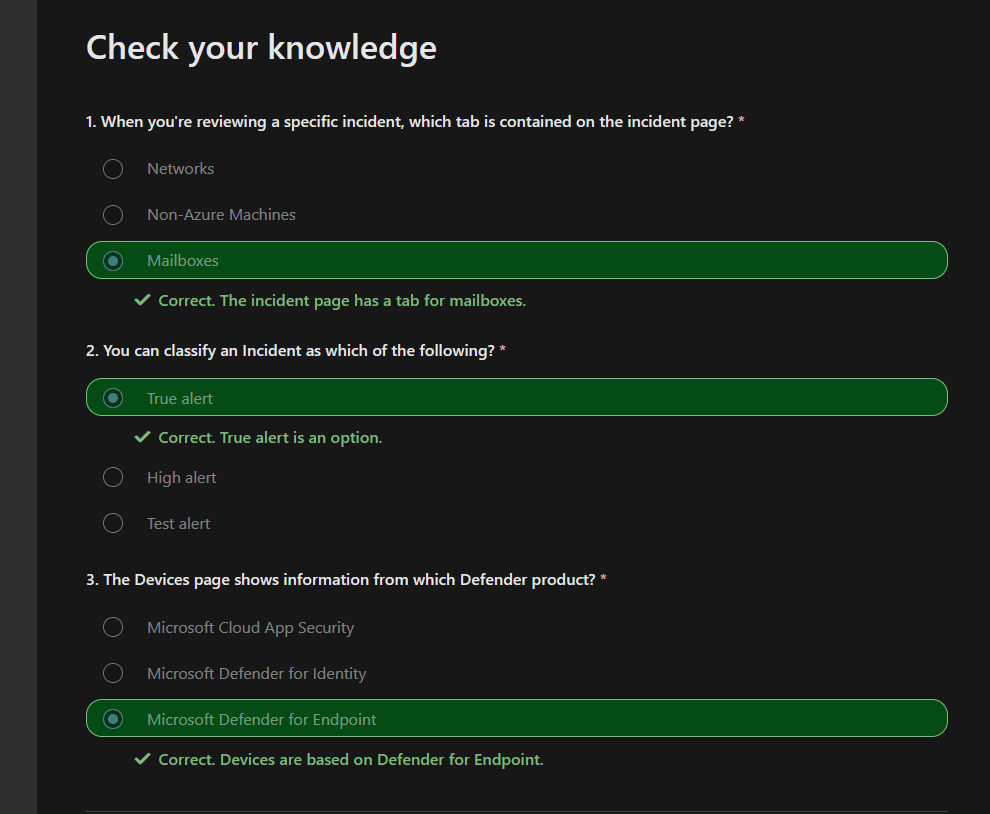 Check your knowledge
1. When you're reviewing a specific incident, which tab is contained on the incident page? *
Networks
Non-Azure Machines
Mailboxes
Correct. The incident page has a tab for mailboxes.
2. You can classify an Incident as which of the following? *
True alert
Correct. True alert is an option.
High alert
Test alert
3. The Devices page shows information from which Defender product? *
Microsoft Cloud App Security
Microsoft Defender for Identity
Microsoft Defender for Endpoint
Correct. Devices are based on Defender for Endpoint.